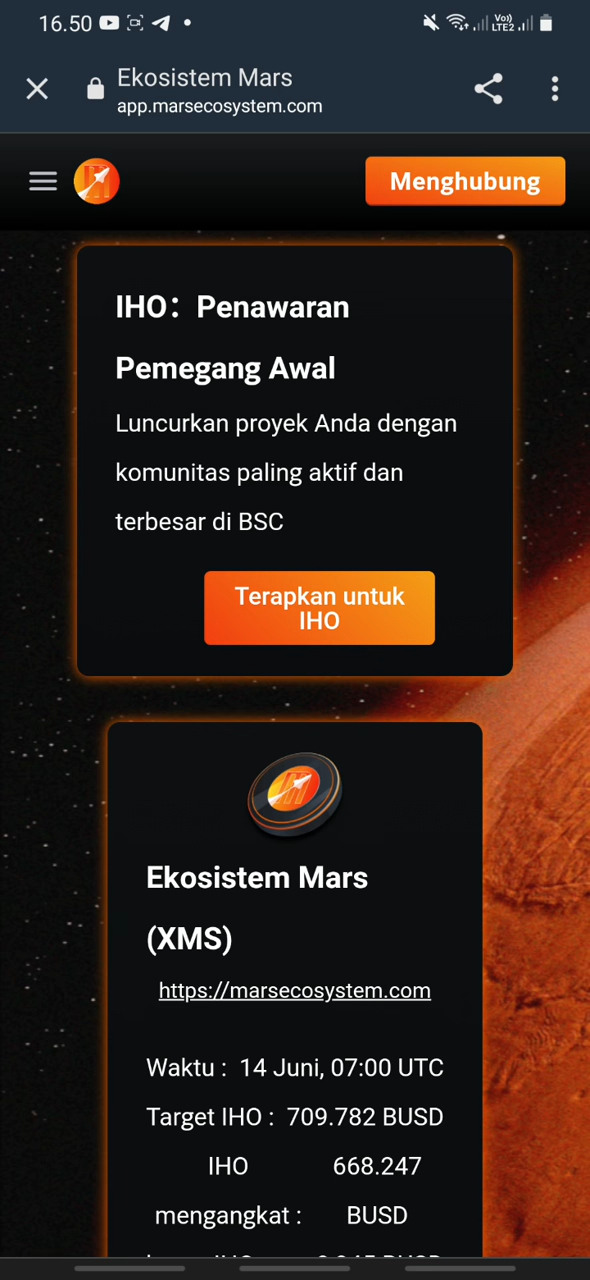 16.50
Vo))
LTE2
Ekosistem Mars
app.marsecosystem.com
Menghubung
IHO：Penawaran
Pemegang Awal
Luncurkan proyek Anda dengan
komunitas paling aktif dan
terbesar di BSC
Terapkan untuk
IHO
Ekosistem Mars
(XMS)
https://marsecosystem.com
Waktu : 14 Juni, 07:00 UTC
Target IHO : 709.782 BUSD
IHO 668.247
mengangkat : BUSD